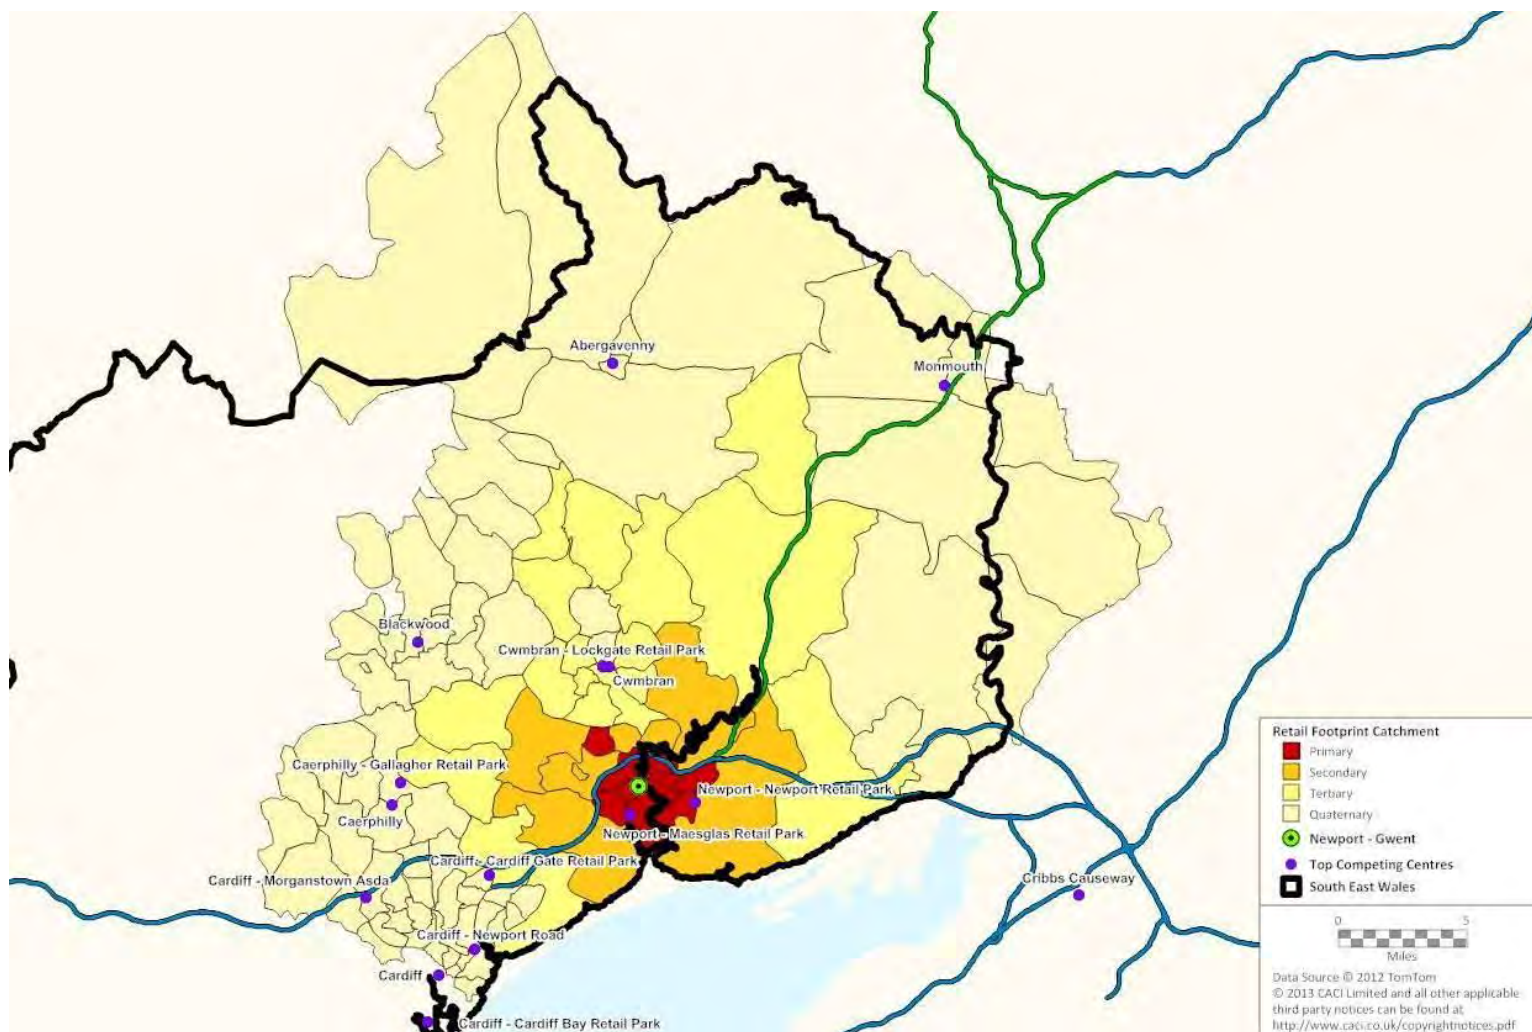 Abergavenny
Monmouth
Blackwood
Cwmbran - Lockgate Retail Park
Cwmbran
Caerphilly - Gallagher Retail Park
Newport - Newport Retail Park
Caerphilly
Newport - Maesglas Retail Park
Cardiff - Cardiff Gate Retail Park
Cardiff - Morganstown Asda
Cribbs Causeway
Cardiff - Newport Road
Cardiff
Cardiff - Cardiff Bay Retail Park
Retail Footprint Catchment
Primary
Secondary
Tertiary
Quaternary
Newport - Gwent
Top Competing Centres
South East Wales
0 5
Miles
Data Source © 2012 TomTom
© 2013 CACI Limited and all other applicable
third party notices can be found at
http://www.caci.co.uk/copyrightnotices.pdf